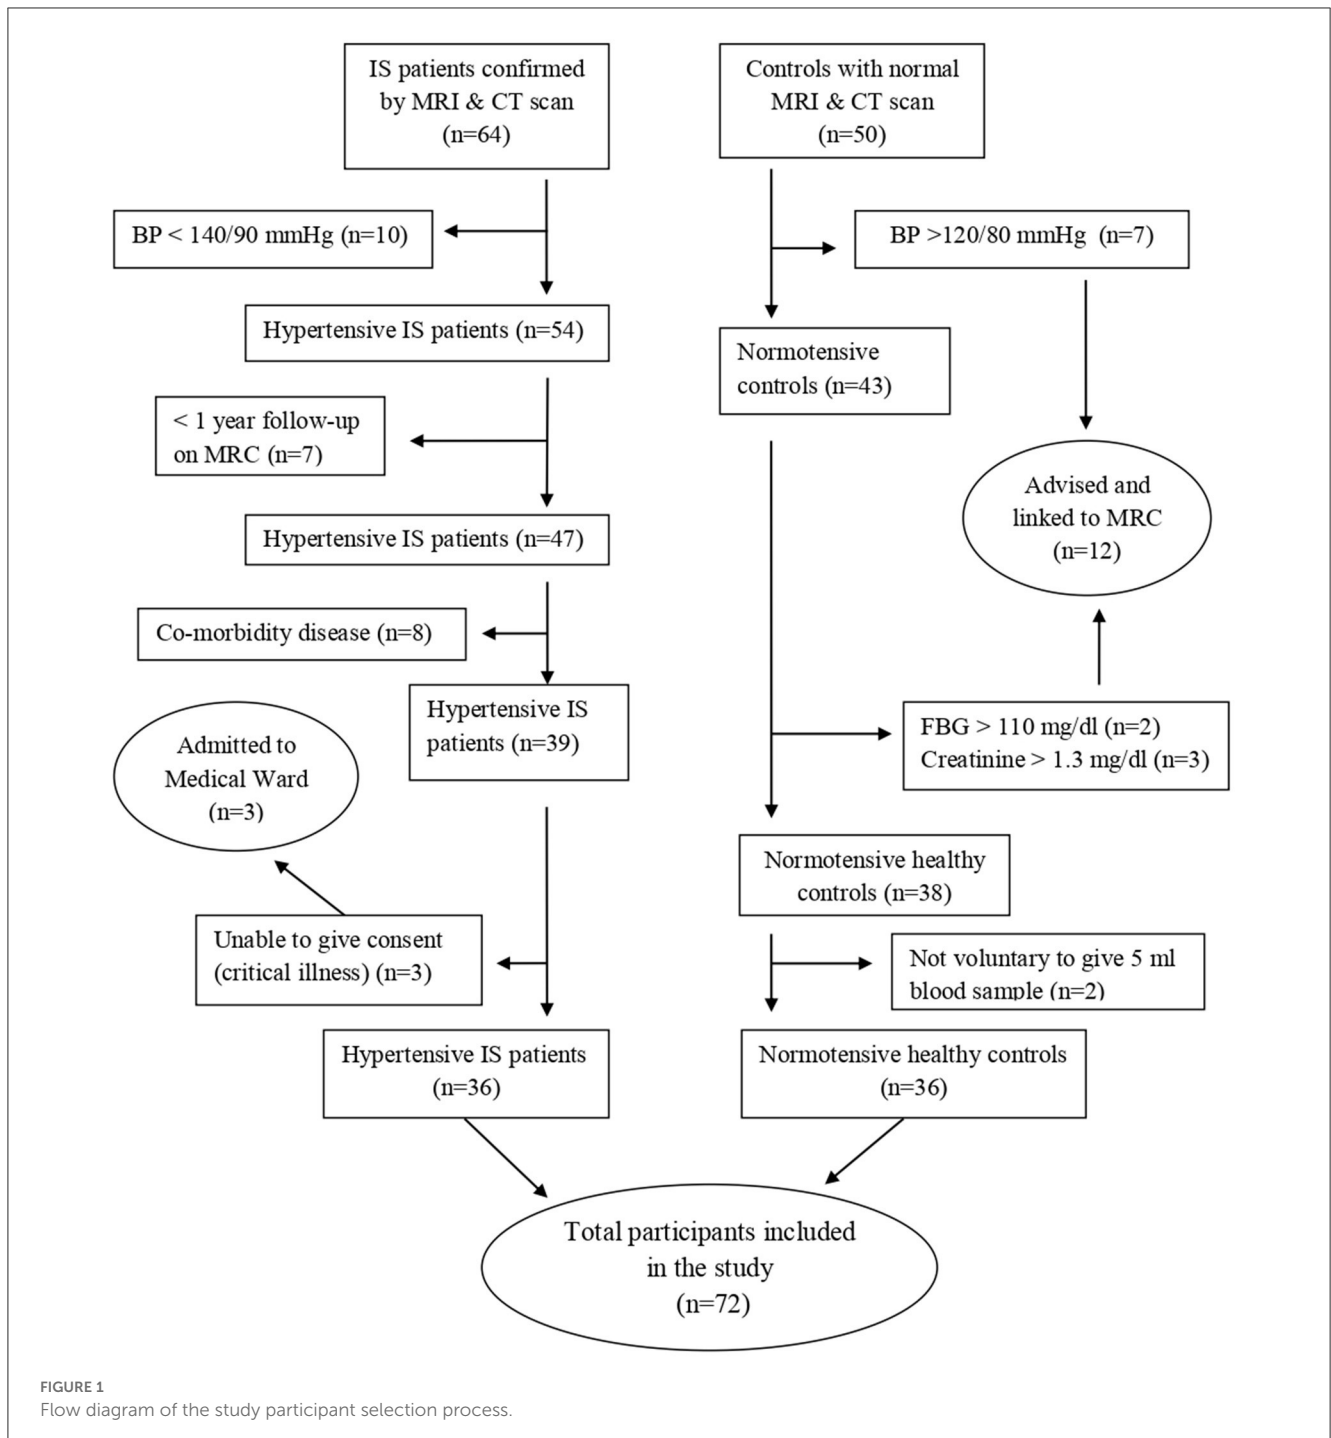 IS patients confirmed
by MRI & CT scan
(n=64)
Controls with normal
MRI & CT scan
(n=50)
BP < 140/90 mmHg (n=10)
BP >120/80 mmHg (n=7)
Hypertensive IS patients (n=54)
Normotensive
controls (n=43)
< 1 year follow-up
on MRC (n=7)
Advised and
linked to MRC
(n=12)
Hypertensive IS patients (n=47)
Co-morbidity disease (n=8)
Hypertensive IS
patients (n=39)
Admitted to
Medical Ward
(n=3)
FBG > 110 mg/dl (n=2)
Creatinine > 1.3 mg/dl (n=3)
Normotensive healthy
controls (n=38)
Unable to give consent
(critical illness) (n=3)
Not voluntary to give 5 ml
blood sample (n=2)
Hypertensive IS patients
(n=36)
Normotensive healthy controls
(n=36)
Total participants included
in the study
(n=72)
FIGURE 1
Flow diagram of the study participant selection process.